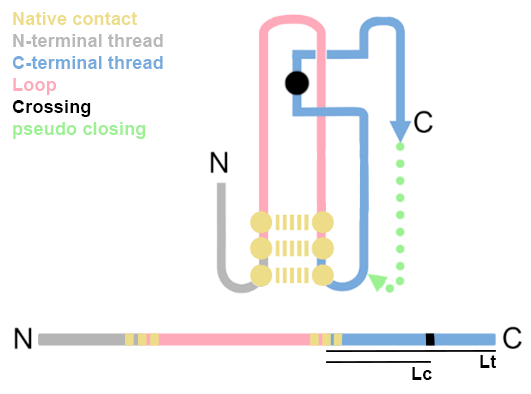 Native contact
N-terminal thread
C-terminal thread
Loop
Crossing
pseudo closing
C
N
N
C
Lt
Lc